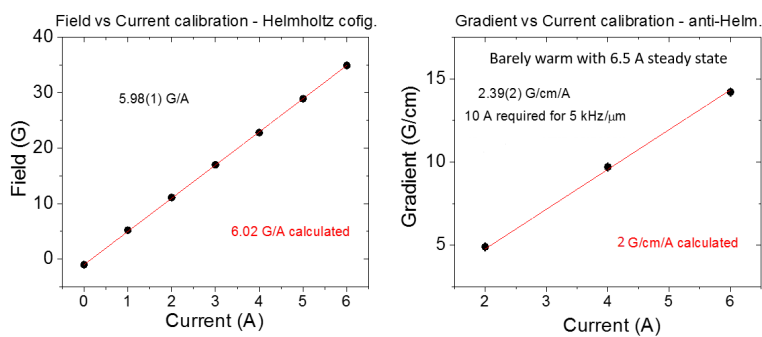 Field vs Current calibration - Helmholtz cofig.
40
30
20
10
0
Field (G)
5.98(1) G/A
6.02 G/A calculated
0 1 2 3 4 5 6
Current (A)
Gradient vs Current calibration - anti-Helm.
15
10
5
Gradient (G/cm)
Barely warm with 6.5 A steady state
2.39(2) G/cm/A
10 A required for 5 kHz/μm
2 G/cm/A calculated
2 3 4 5 6
Current (A)